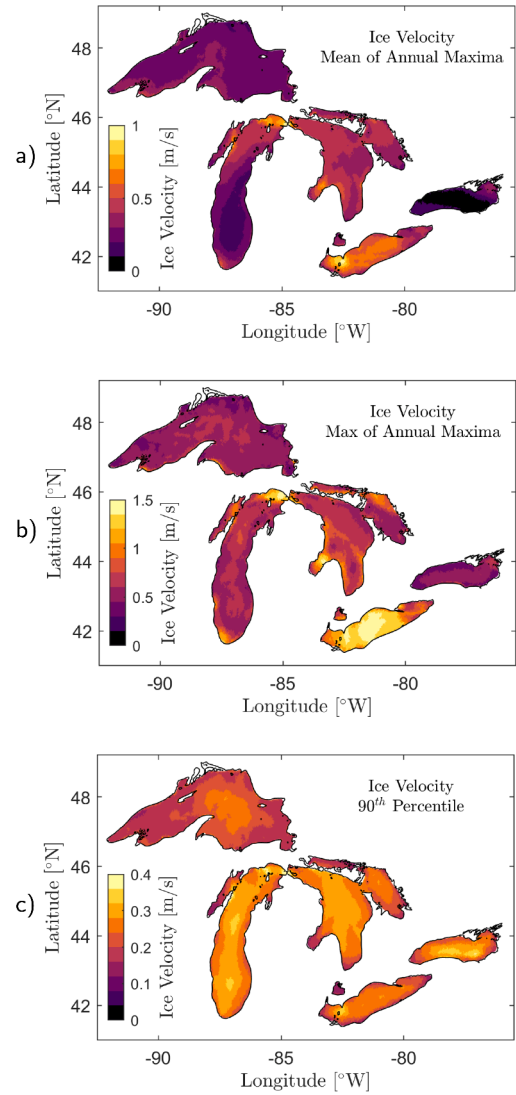 a)
Ice Velocity
Mean of Annual Maxima
48
46
44
42
Latitude [°N]
1
0.5
0
Ice Velocity [m/s]
-90
-85
-80
Longitude [°W]
b)
Ice Velocity
Max of Annual Maxima
48
46
44
42
Latitude [°N]
1.5
1
0.5
0
Ice Velocity [m/s]
-90
-85
-80
Longitude [°W]
c)
Ice Velocity
90th Percentile
48
46
44
42
Latitude [°N]
0.4
0.3
0.2
0.1
0
Ice Velocity [m/s]
-90
-85
-80
Longitude [°W]